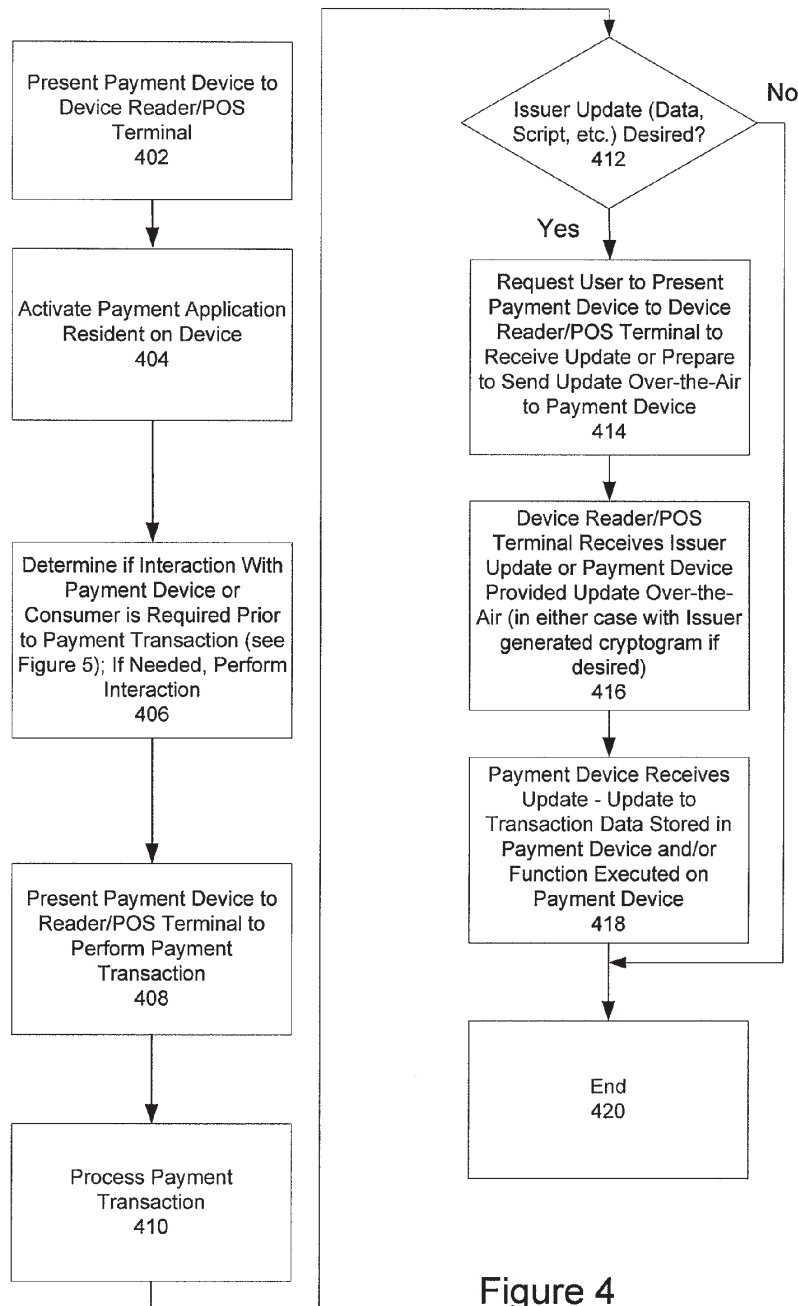 Present Payment Device to
Device Reader/POS
Terminal
402
Activate Payment Application
Resident on Device
404
Determine if Interaction With
Payment Device or
Consumer is Required Prior
to Payment Transaction (see
Figure 5); If Needed, Perform
Interaction
406
Present Payment Device to
Reader/POS Terminal to
Perform Payment
Transaction
408
Process Payment
Transaction
410
Issuer Update (Data,
Script, etc.) Desired?
412
No
Yes
Request User to Present
Payment Device to Device
Reader/POS Terminal to
Receive Update or Prepare
to Send Update Over-the-Air
to Payment Device
414
Device Reader/POS
Terminal Receives Issuer
Update or Payment Device
Provided Update Over-the-
Air (in either case with Issuer
generated cryptogram if
desired)
416
Payment Device Receives
Update - Update to
Transaction Data Stored in
Payment Device and/or
Function Executed on
Payment Device
418
End
420
Figure 4